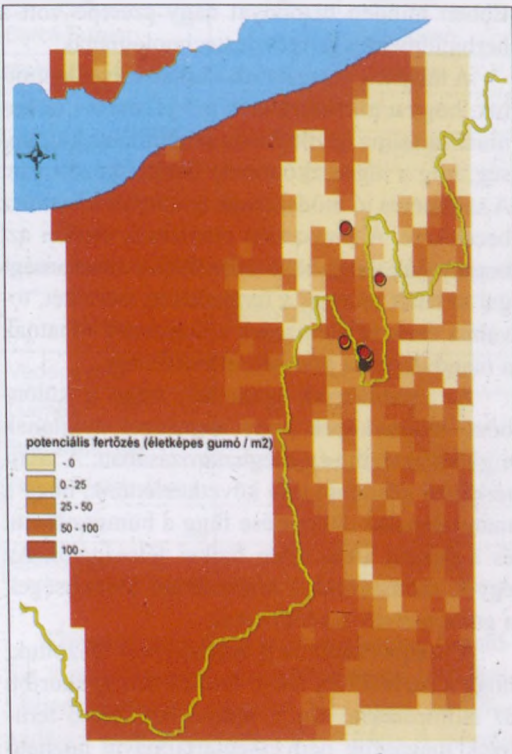 potenciális fertőzés (életképes gumó / m2)
- 0
0 - 25
25 - 50
50 - 100
100 -